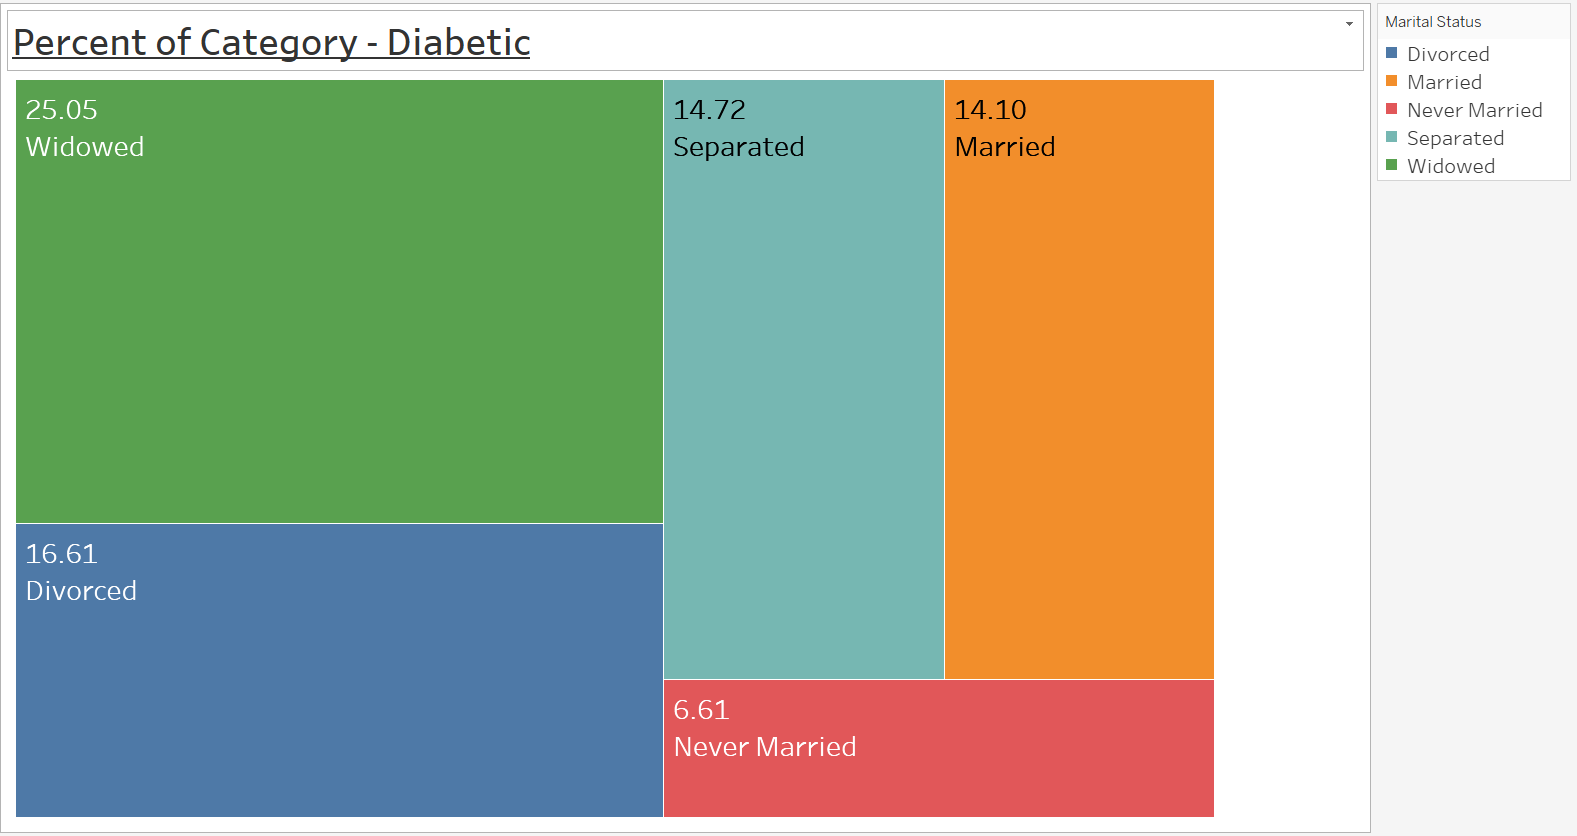 Percent of Category - Diabetic
25.05
Widowed
16.61
Divorced
14.72
Separated
14.10
Married
6.61
Never Married
Marital Status
Divorced
Married
Never Married
Separated
Widowed